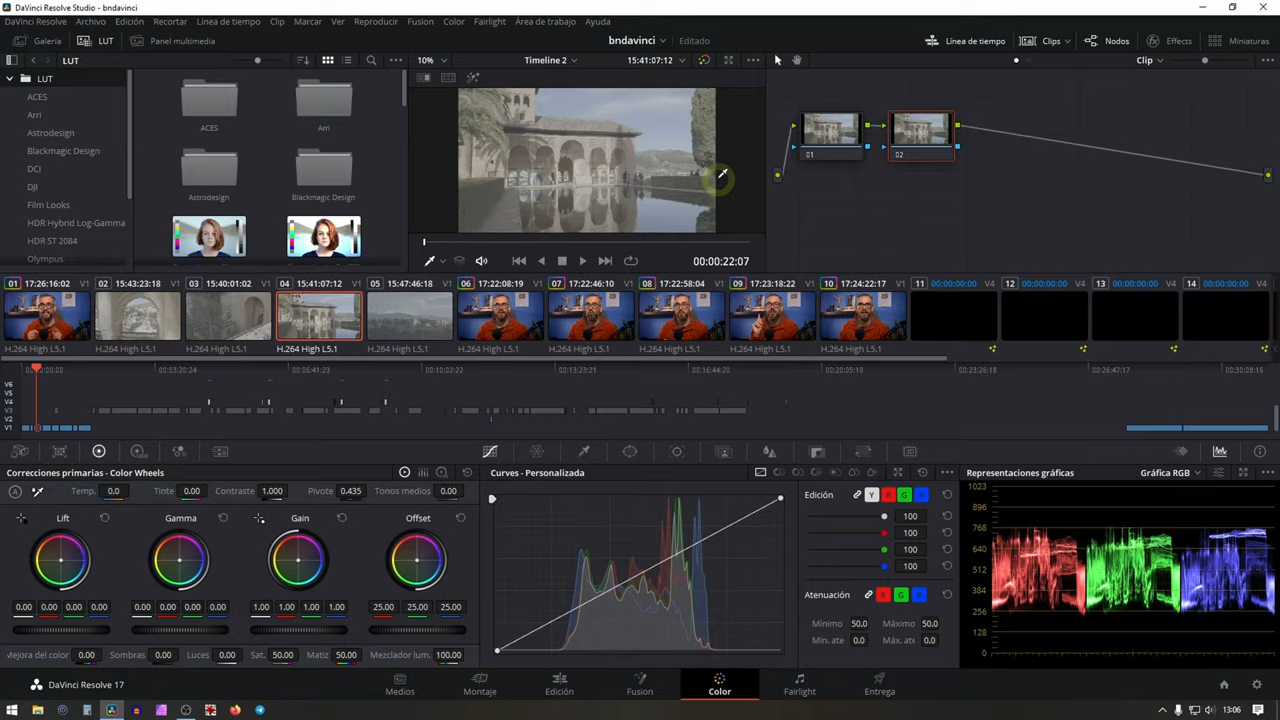 DaVinci Resolve Studio - bndavinci
DaVinci Resolve Archivo Edición Recortar Línea de tiempo Clip Marcar Ver Reproducir Fusion Color Fairlight Área de trabajo Ayuda
Galería LUT Panel multimedia bndavinci Editado Línea de tiempo Clips Nodos Effects Miniaturas
LUT 10% Timeline 2 15:41:07:12 Clip
LUT
ACES
Arri
Astrodesign
Blackmagic Design
DCI
DJI
Film Looks
HDR Hybrid Log-Gamma
HDR ST 2084
Olympus
ACES Arri
Astrodesign Blackmagic Design
01 02
00:00:22:07
01 17:26:16:02 V1 02 15:43:23:18 V1 03 15:40:01:02 V1 04 15:41:07:12 V1 05 15:47:46:18 V1 06 17:22:08:19 V1 07 17:22:46:10 V1 08 17:22:58:04 V1 09 17:23:18:22 V1 10 17:24:22:17 V1 11 00:00:00:00 V1 12 00:00:00:00 V1 13 00:00:00:00 V1 14 00:00:00:00 V1
H.264 High L5.1 H.264 High L5.1 H.264 High L5.1 H.264 High L5.1 H.264 High L5.1 H.264 High L5.1 H.264 High L5.1 H.264 High L5.1 H.264 High L5.1 H.264 High L5.1
00:00:00 00:03:20:24 00:06:41:23 00:10:02:22 00:13:23:21 00:16:44:20 00:20:05:19 00:23:26:18 00:26:47:17 00:30:08:16
V6
V5
V4
V3
V2
V1
Correcciones primarias - Color Wheels Curves - Personalizada Representaciones gráficas Gráfica RGB
Temp. 0.0 Tinte 0.00 Contraste 1.000 Pivote 0.435 Tonos medios 0.00
Lift Gamma Gain Offset
0.00 0.00 0.00 0.00 0.00 0.00 0.00 0.00 1.00 1.00 1.00 1.00 25.00 25.00 25.00
Mejora del color 0.00 Sombras 0.00 Luces 0.00 Sat. 50.00 Matiz 50.00 Mezclador lum. 100.00
Edición Y R G B
100
100
100
100
Atenuación R G B
Mínimo 50.0 Máximo 50.0
Mín. ate 0.0 Máx. ate 0.0
1023
896
768
640
512
384
256
128
0
DaVinci Resolve 17 Medios Montaje Edición Fusion Color Fairlight Entrega
13:06